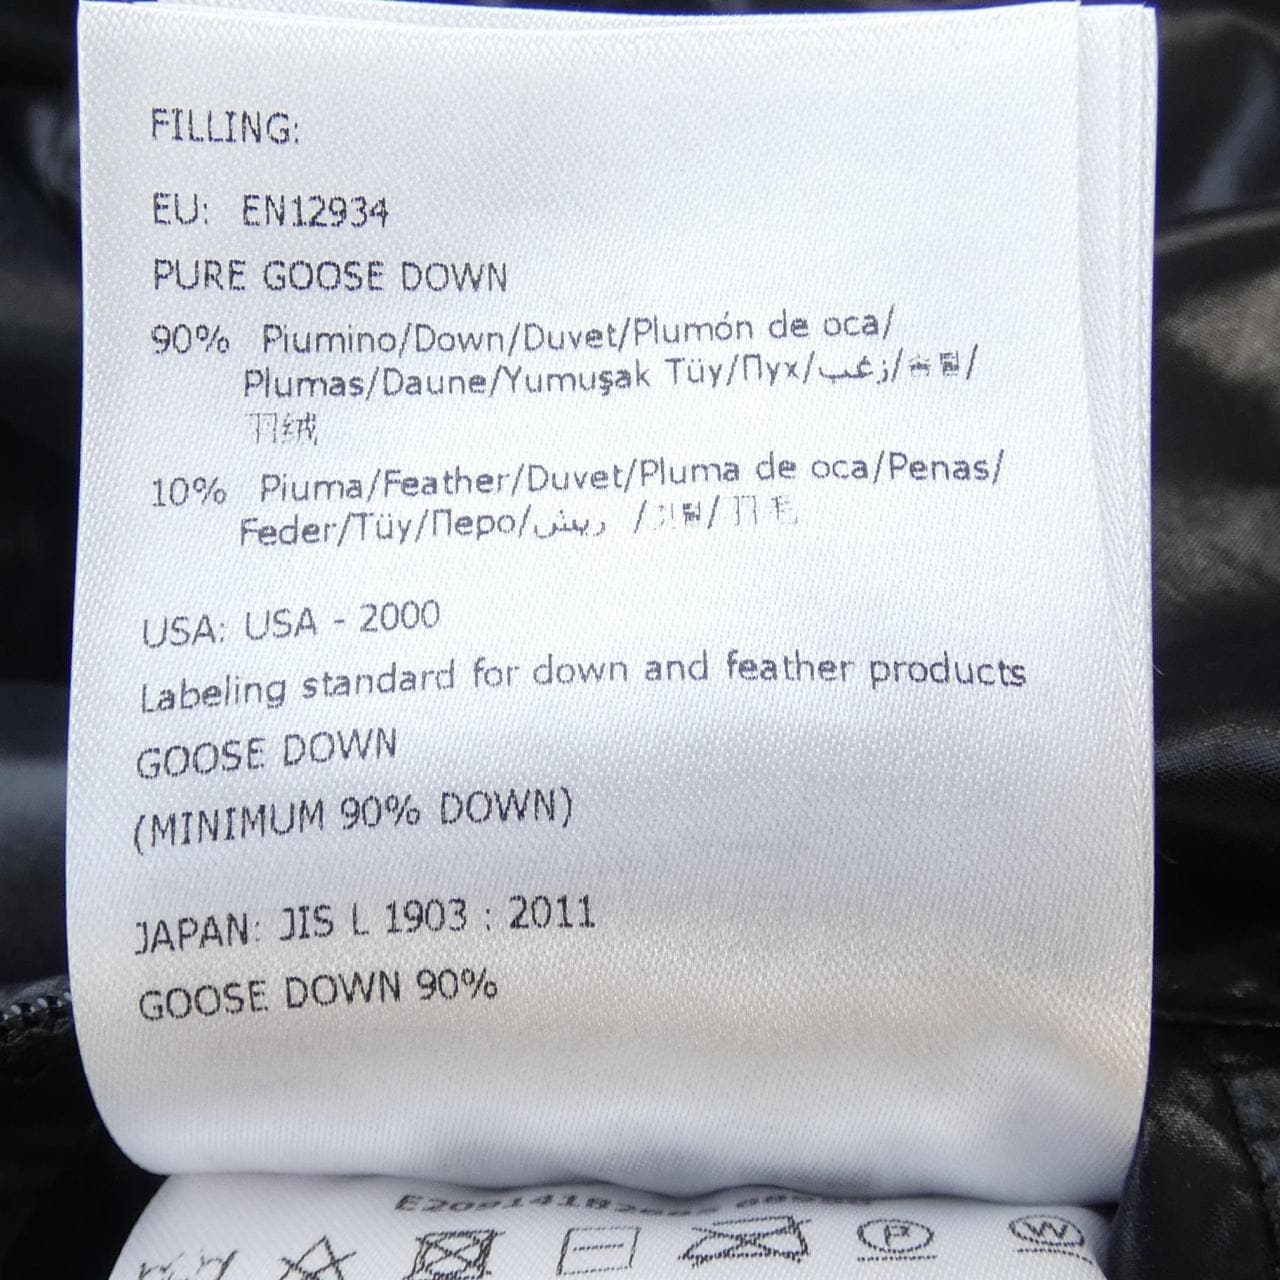 FILLING:
EU: EN12934
PURE GOOSE DOWN
90% Piumino/Down/Duvet/Plumón de oca/
Plumas/Daune/Yumuşak Tüy/Пух/زغب/솜털/
羽绒
10% Piuma/Feather/Duvet/Pluma de oca/Penas/
Feder/Tüy/Перо/ريش /깃털/羽毛
USA: USA - 2000
Labeling standard for down and feather products
GOOSE DOWN
(MINIMUM 90% DOWN)
JAPAN: JIS L 1903 : 2011
GOOSE DOWN 90%
P W